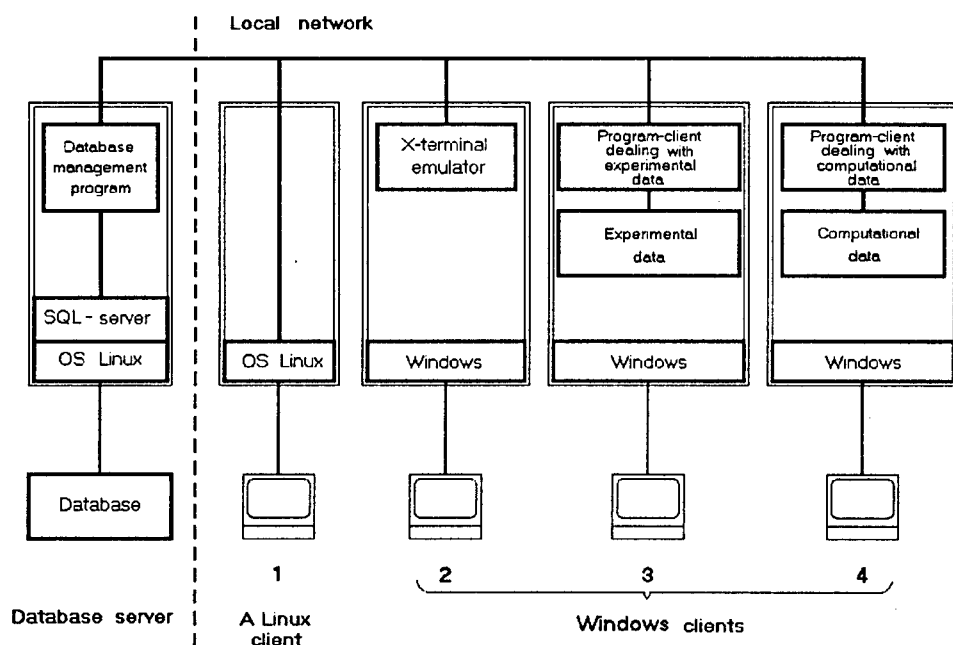 Local network
Database
management
program
SQL- server
OS Linux
Database
Database server
OS Linux
1
A Linux
client
X-terminal
emulator
Windows
2
Program-client
dealing with
experimental
data
Experimental
data
Windows
3
Program-client
dealing with
computational
data
Computational
data
Windows
4
Windows clients